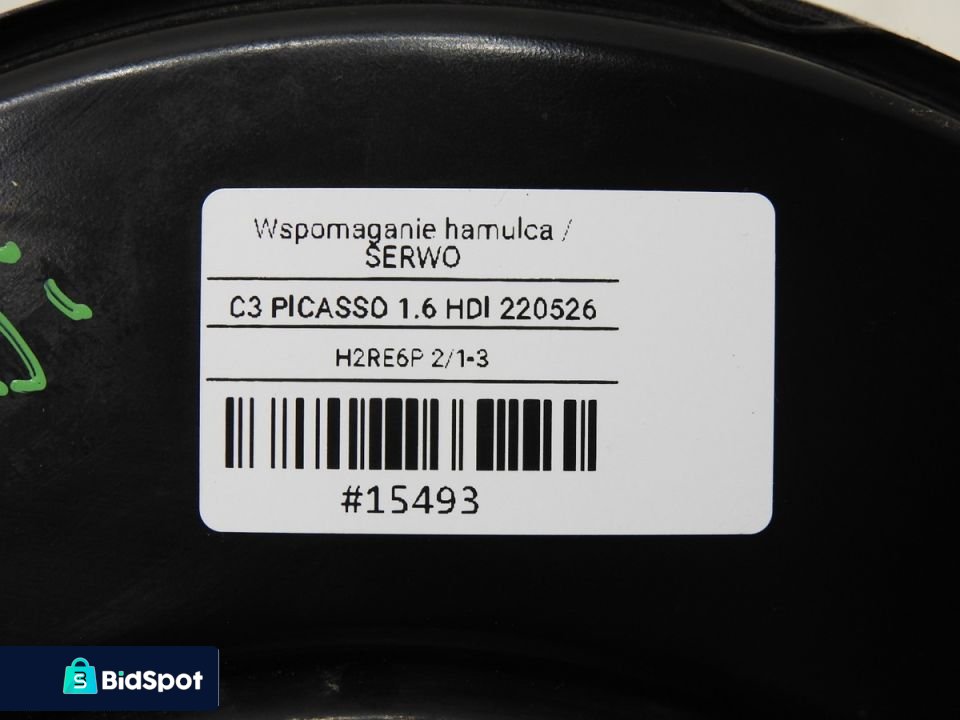 Wspomaganie hamulca /
SERWO
C3 PICASSO 1.6 HDI 220526
H2RE6P 2/1-3
#15493
BidSpot